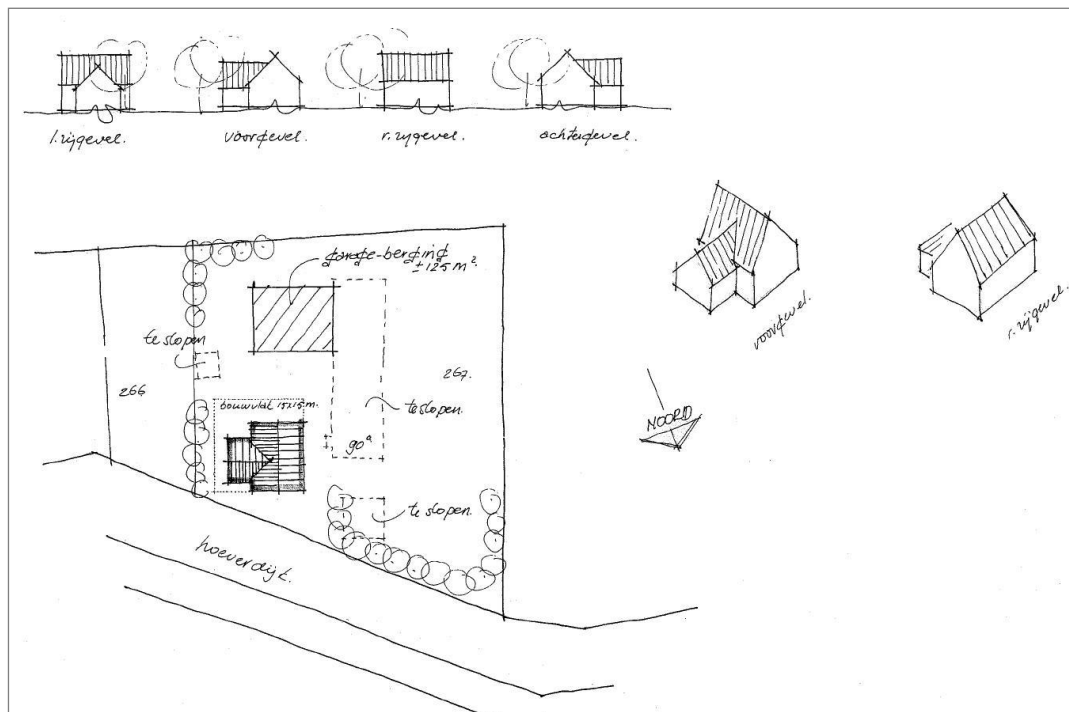 l. zijgevel.
voorgevel.
r. zijgevel.
achtergevel.
garage-berging
± 125 m².
te slopen
266
267.
bouwvlak 15x15m.
te slopen.
90ᵃ
te slopen.
hoeverdijk.
NOORD
voorgevel.
r. zijgevel.